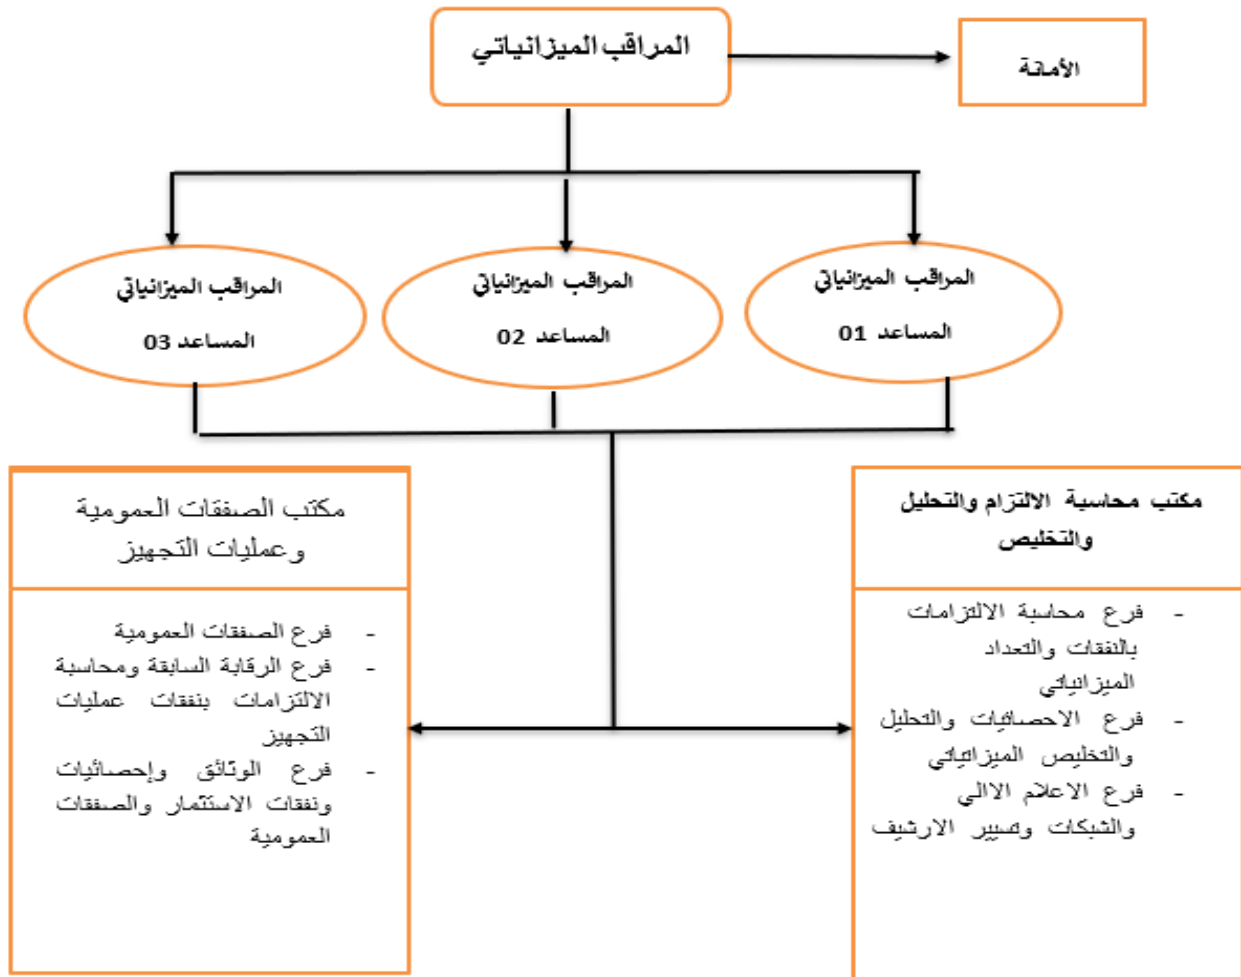 المراقب الميزانياتي
الأمانة
المراقب الميزانياتي
المساعد 01
المراقب الميزانياتي
المساعد 02
المراقب الميزانياتي
المساعد 03
مكتب محاسبة الالتزام والتحليل
والتخليص
- فرع محاسبة الالتزامات
بالنفقات والتعداد
الميزانياتي
- فرع الاحصائيات والتحليل
والتخليص الميزاتياتي
- فرع الاعلام الاالي
والشبكات وتسيير الارشيف
مكتب الصفقات العمومية
وعمليات التجهيز
- فرع الصفقات العمومية
- فرع الرقابة السابقة ومحاسبة
الالتزامات بنفقات عمليات
التجهيز
- فرع الوثائق وإحصائيات
ونفقات الاستثمار والصفقات
العمومية